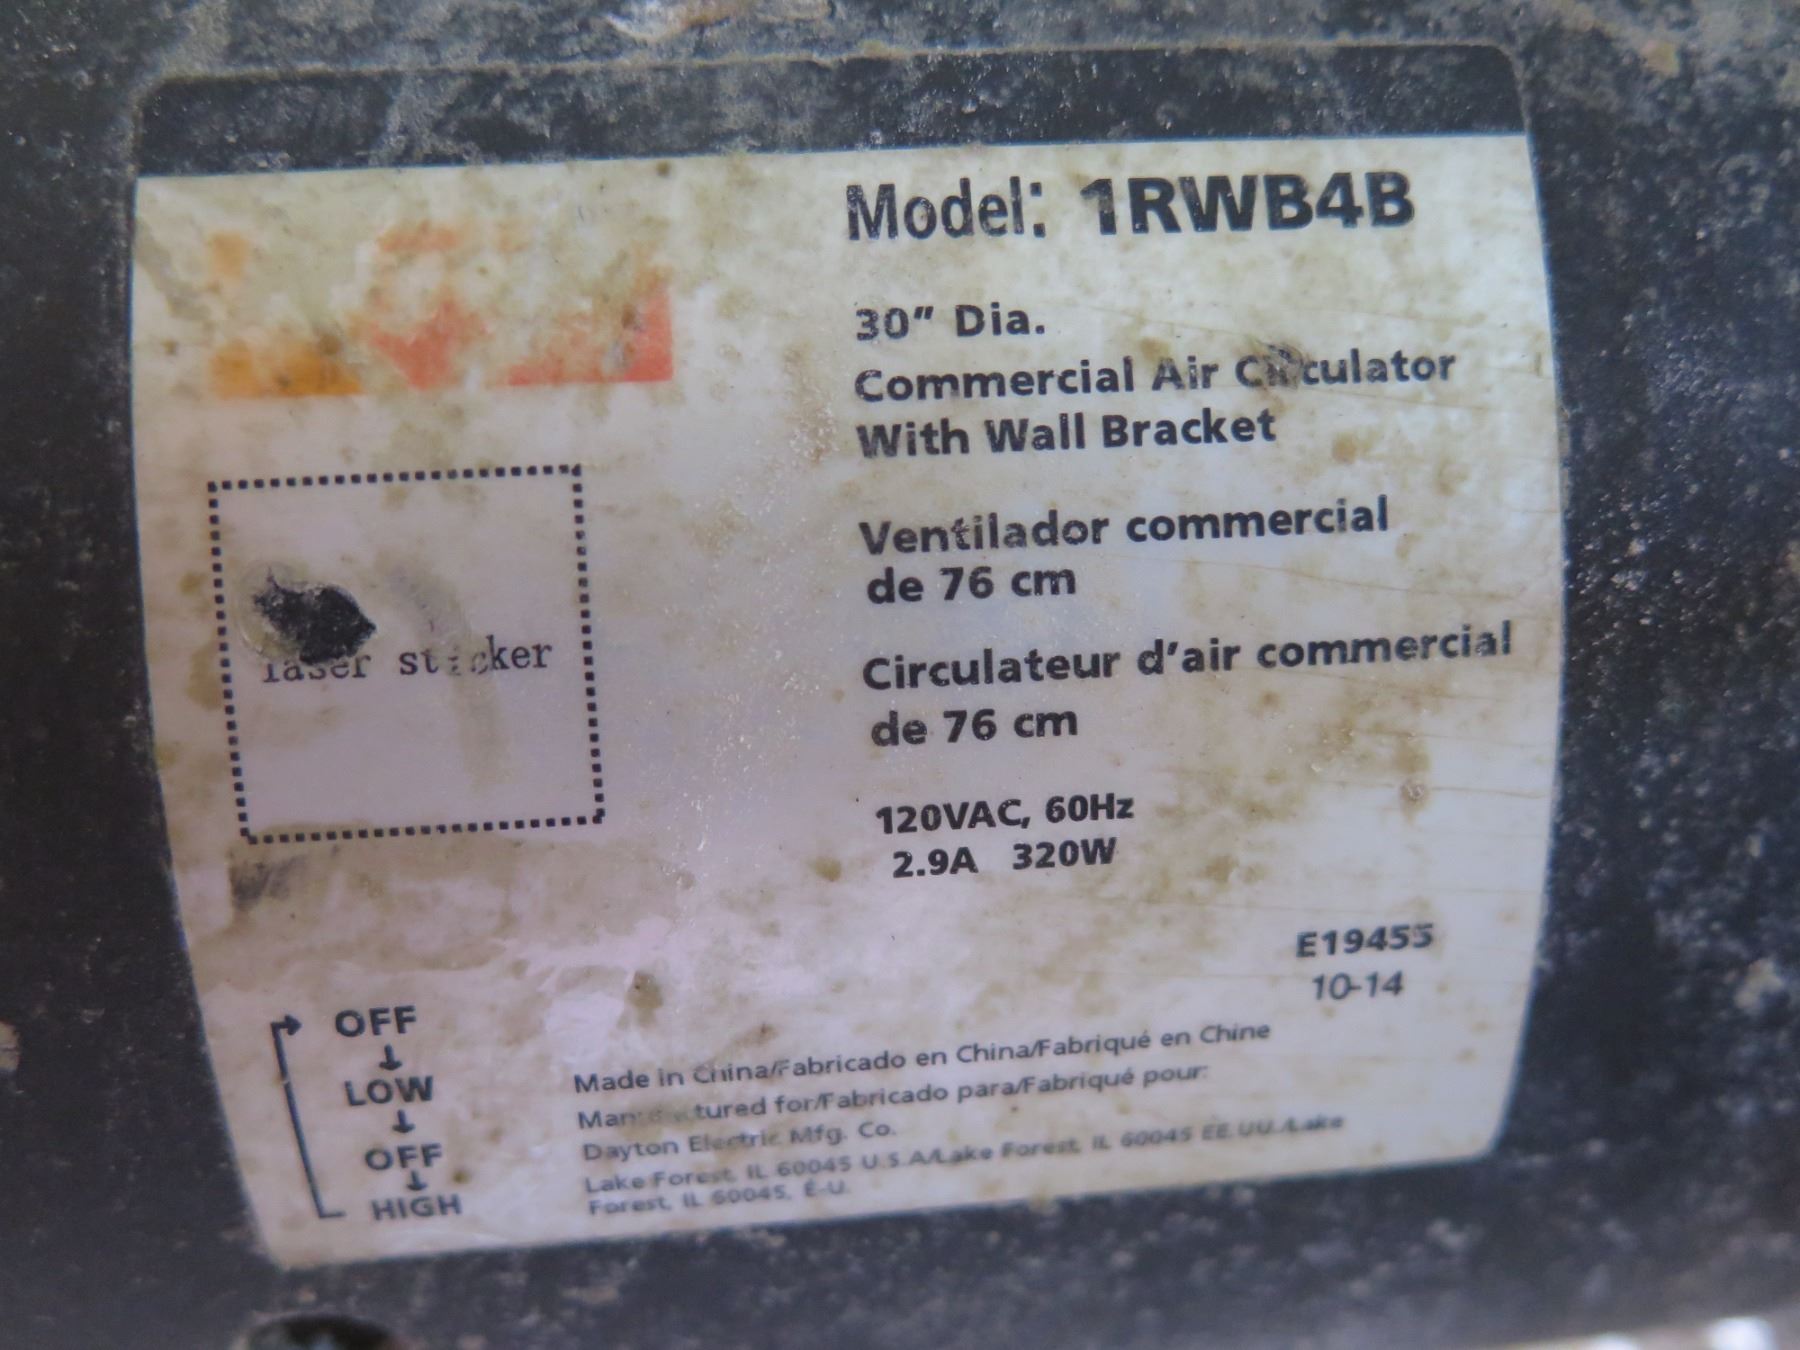 Model: 1RWB4B
30" Dia.
Commercial Air Circulator
With Wall Bracket
Ventilador commercial
de 76 cm
Circulateur d'air commercial
de 76 cm
120VAC, 60Hz
2.9A 320W
laser sticker
E19455
10-14
OFF
LOW
OFF
HIGH
Made in China/Fabricado en China/Fabriqué en Chine
Manufactured for/Fabricado para/Fabriqué pour:
Dayton Electric Mfg. Co.
Lake Forest, IL 60045 U.S.A/Lake Forest, IL 60045 EE.UU./Lake
Forest, IL 60045, É-U.